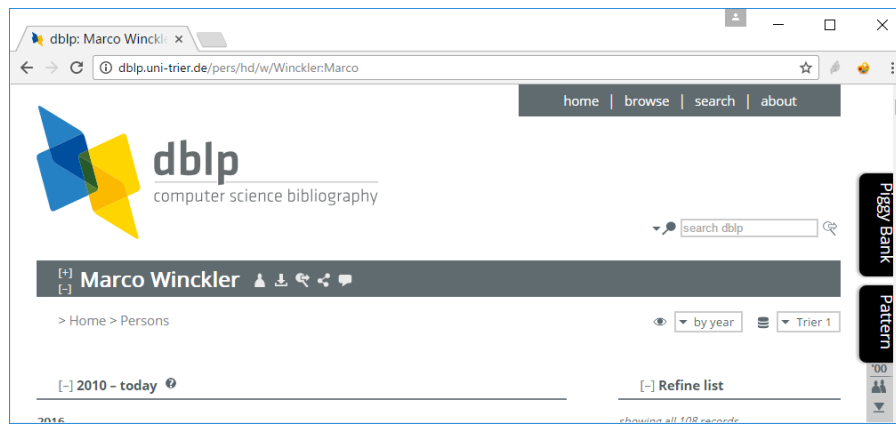 dblp: Marco Winckle
dblp.uni-trier.de/pers/hd/w/Winckler:Marco
home | browse | search | about
dblp
computer science bibliography
search dblp
Piggy Bank
[+]
[-] Marco Winckler
> Home > Persons
by year
Trier 1
Pattern
[-] 2010 – today
[-] Refine list
'00
2016
showing all 108 records